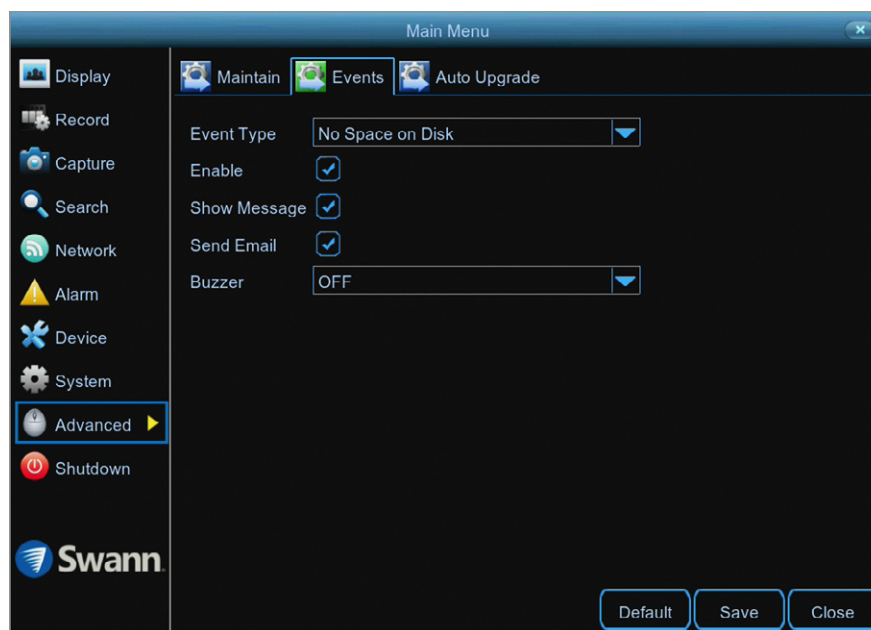 Main Menu
Display
Record
Capture
Search
Network
Alarm
Device
System
Advanced
Shutdown
Swann
Maintain
Events
Auto Upgrade
Event Type
No Space on Disk
Enable
Show Message
Send Email
Buzzer
OFF
Default
Save
Close